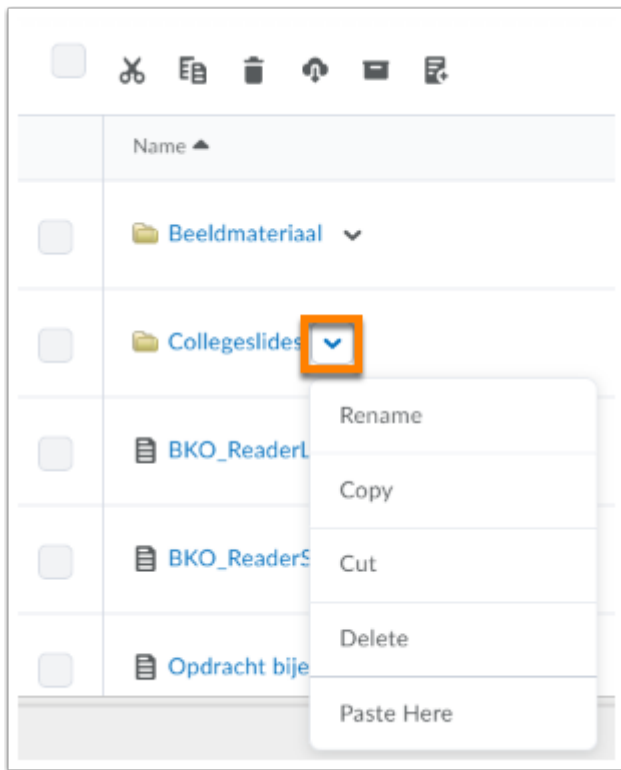 Name
Beeldmateriaal
Collegeslides
Rename
BKO_ReaderL
Copy
BKO_ReaderS
Cut
Delete
Opdracht bije
Paste Here